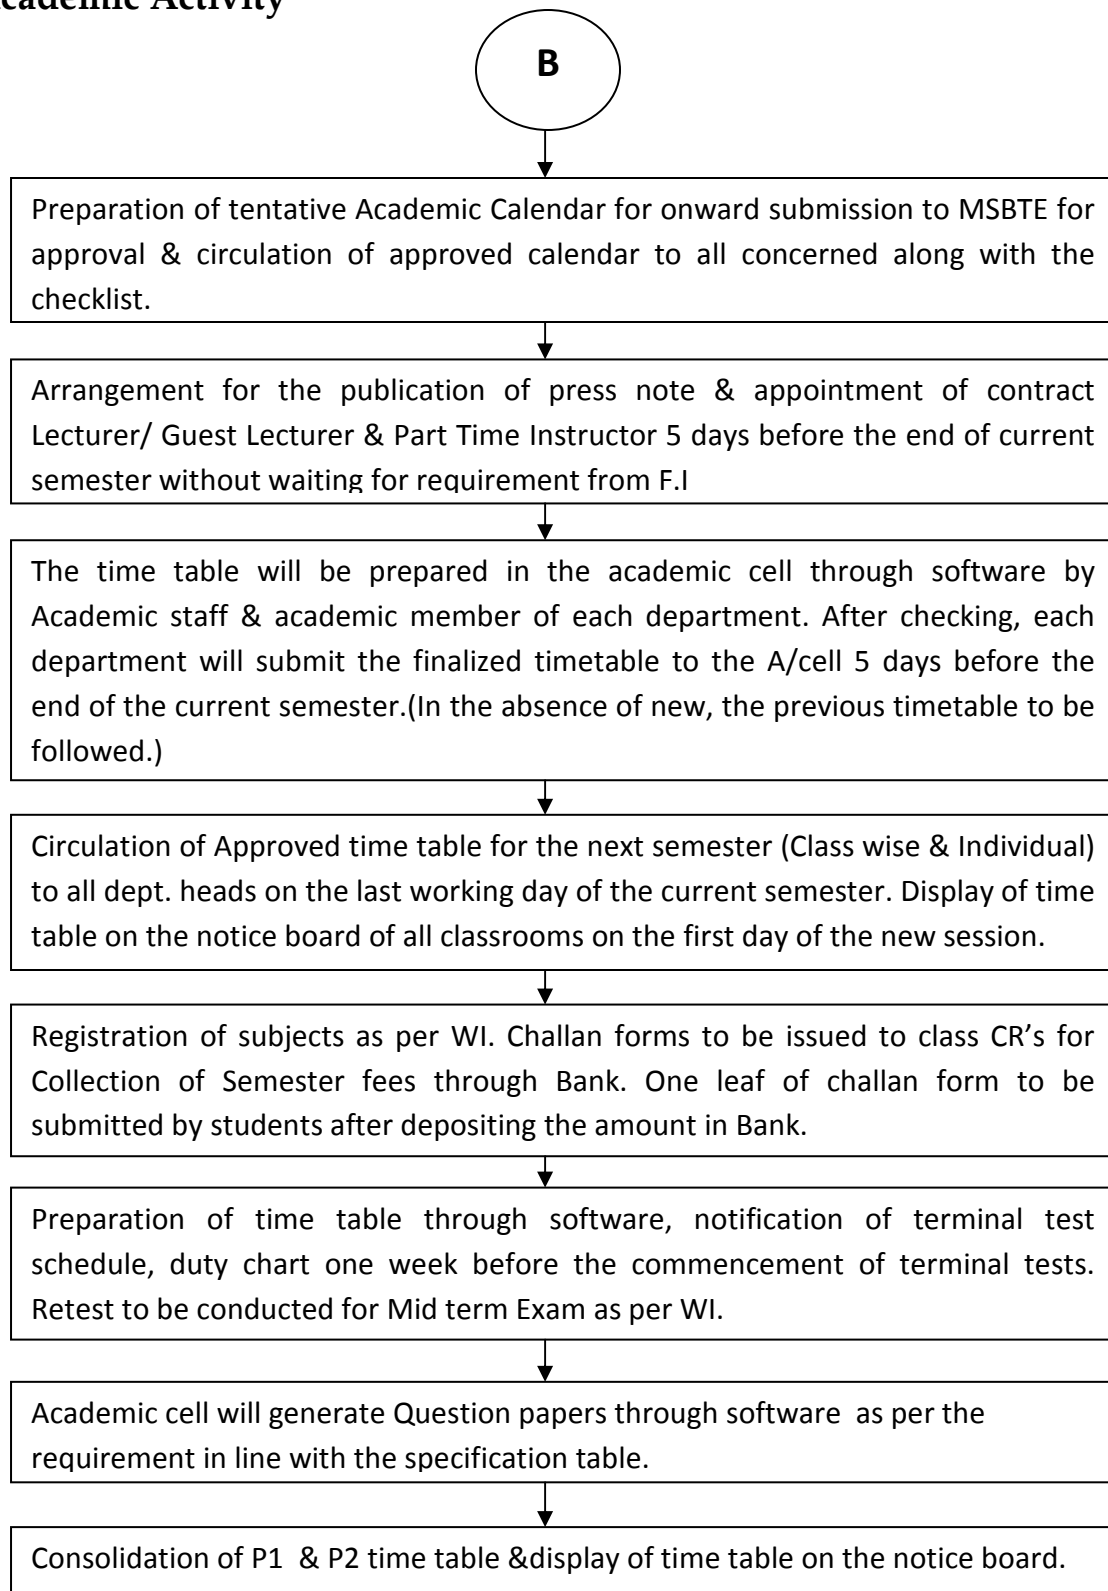 Academic Activity
B
Preparation of tentative Academic Calendar for onward submission to MSBTE for
approval & circulation of approved calendar to all concerned along with the
checklist.
Arrangement for the publication of press note & appointment of contract
Lecturer/ Guest Lecturer & Part Time Instructor 5 days before the end of current
semester without waiting for requirement from F.I
The time table will be prepared in the academic cell through software by
Academic staff & academic member of each department. After checking, each
department will submit the finalized timetable to the A/cell 5 days before the
end of the current semester.(In the absence of new, the previous timetable to be
followed.)
Circulation of Approved time table for the next semester (Class wise & Individual)
to all dept. heads on the last working day of the current semester. Display of time
table on the notice board of all classrooms on the first day of the new session.
Registration of subjects as per WI. Challan forms to be issued to class CR’s for
Collection of Semester fees through Bank. One leaf of challan form to be
submitted by students after depositing the amount in Bank.
Preparation of time table through software, notification of terminal test
schedule, duty chart one week before the commencement of terminal tests.
Retest to be conducted for Mid term Exam as per WI.
Academic cell will generate Question papers through software  as per the
requirement in line with the specification table.
Consolidation of P1  & P2 time table &display of time table on the notice board.